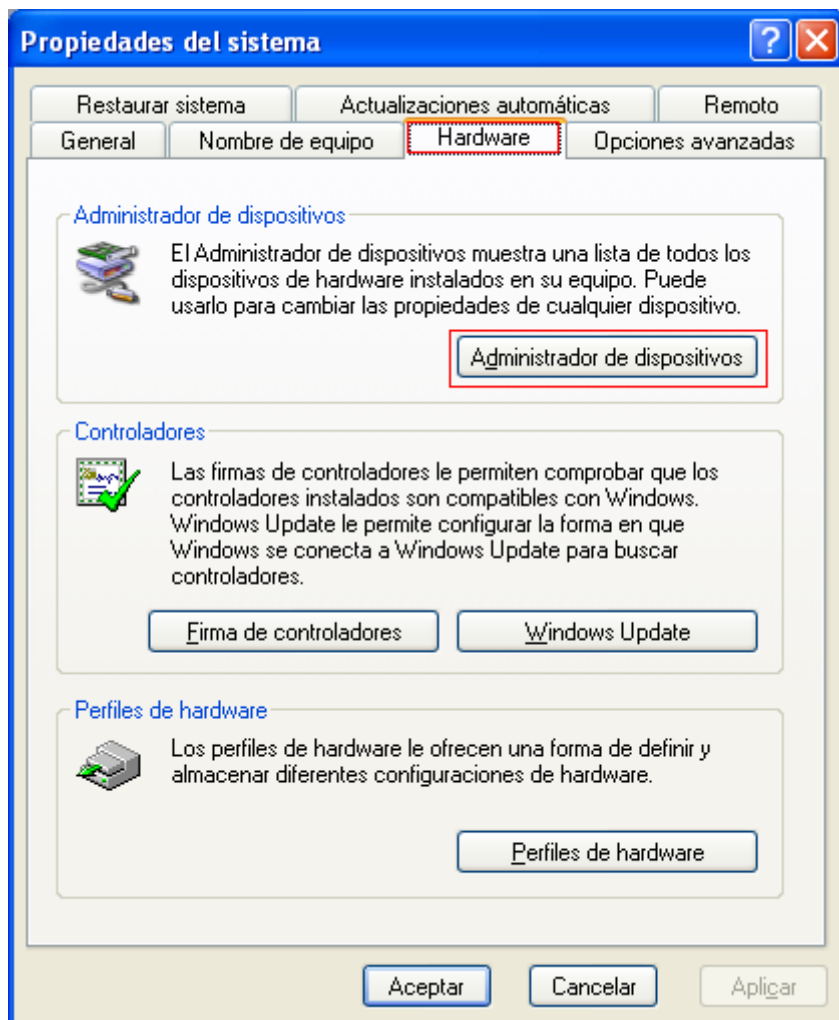 Propiedades del sistema
Restaurar sistema
Actualizaciones automáticas
Remoto
General
Nombre de equipo
Hardware
Opciones avanzadas
Administrador de dispositivos
El Administrador de dispositivos muestra una lista de todos los
dispositivos de hardware instalados en su equipo. Puede
usarlo para cambiar las propiedades de cualquier dispositivo.
Administrador de dispositivos
Controladores
Las firmas de controladores le permiten comprobar que los
controladores instalados son compatibles con Windows.
Windows Update le permite configurar la forma en que
Windows se conecta a Windows Update para buscar
controladores.
Firma de controladores
Windows Update
Perfiles de hardware
Los perfiles de hardware le ofrecen una forma de definir y
almacenar diferentes configuraciones de hardware.
Perfiles de hardware
Aceptar
Cancelar
Aplicar